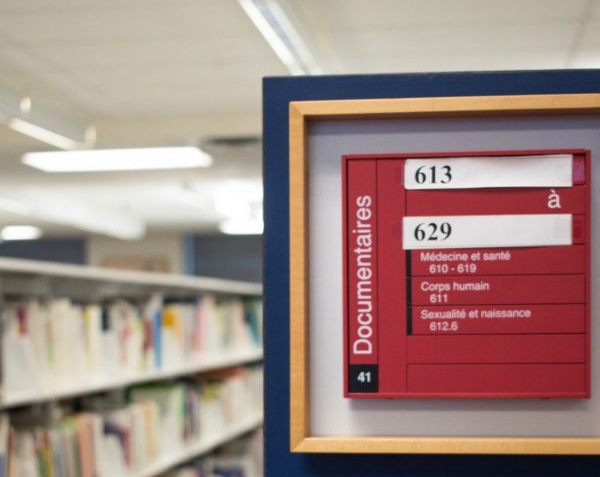 Documentaires
41
613
à
629
Médecine et santé
610 - 619
Corps humain
611
Sexualité et naissance
612.6